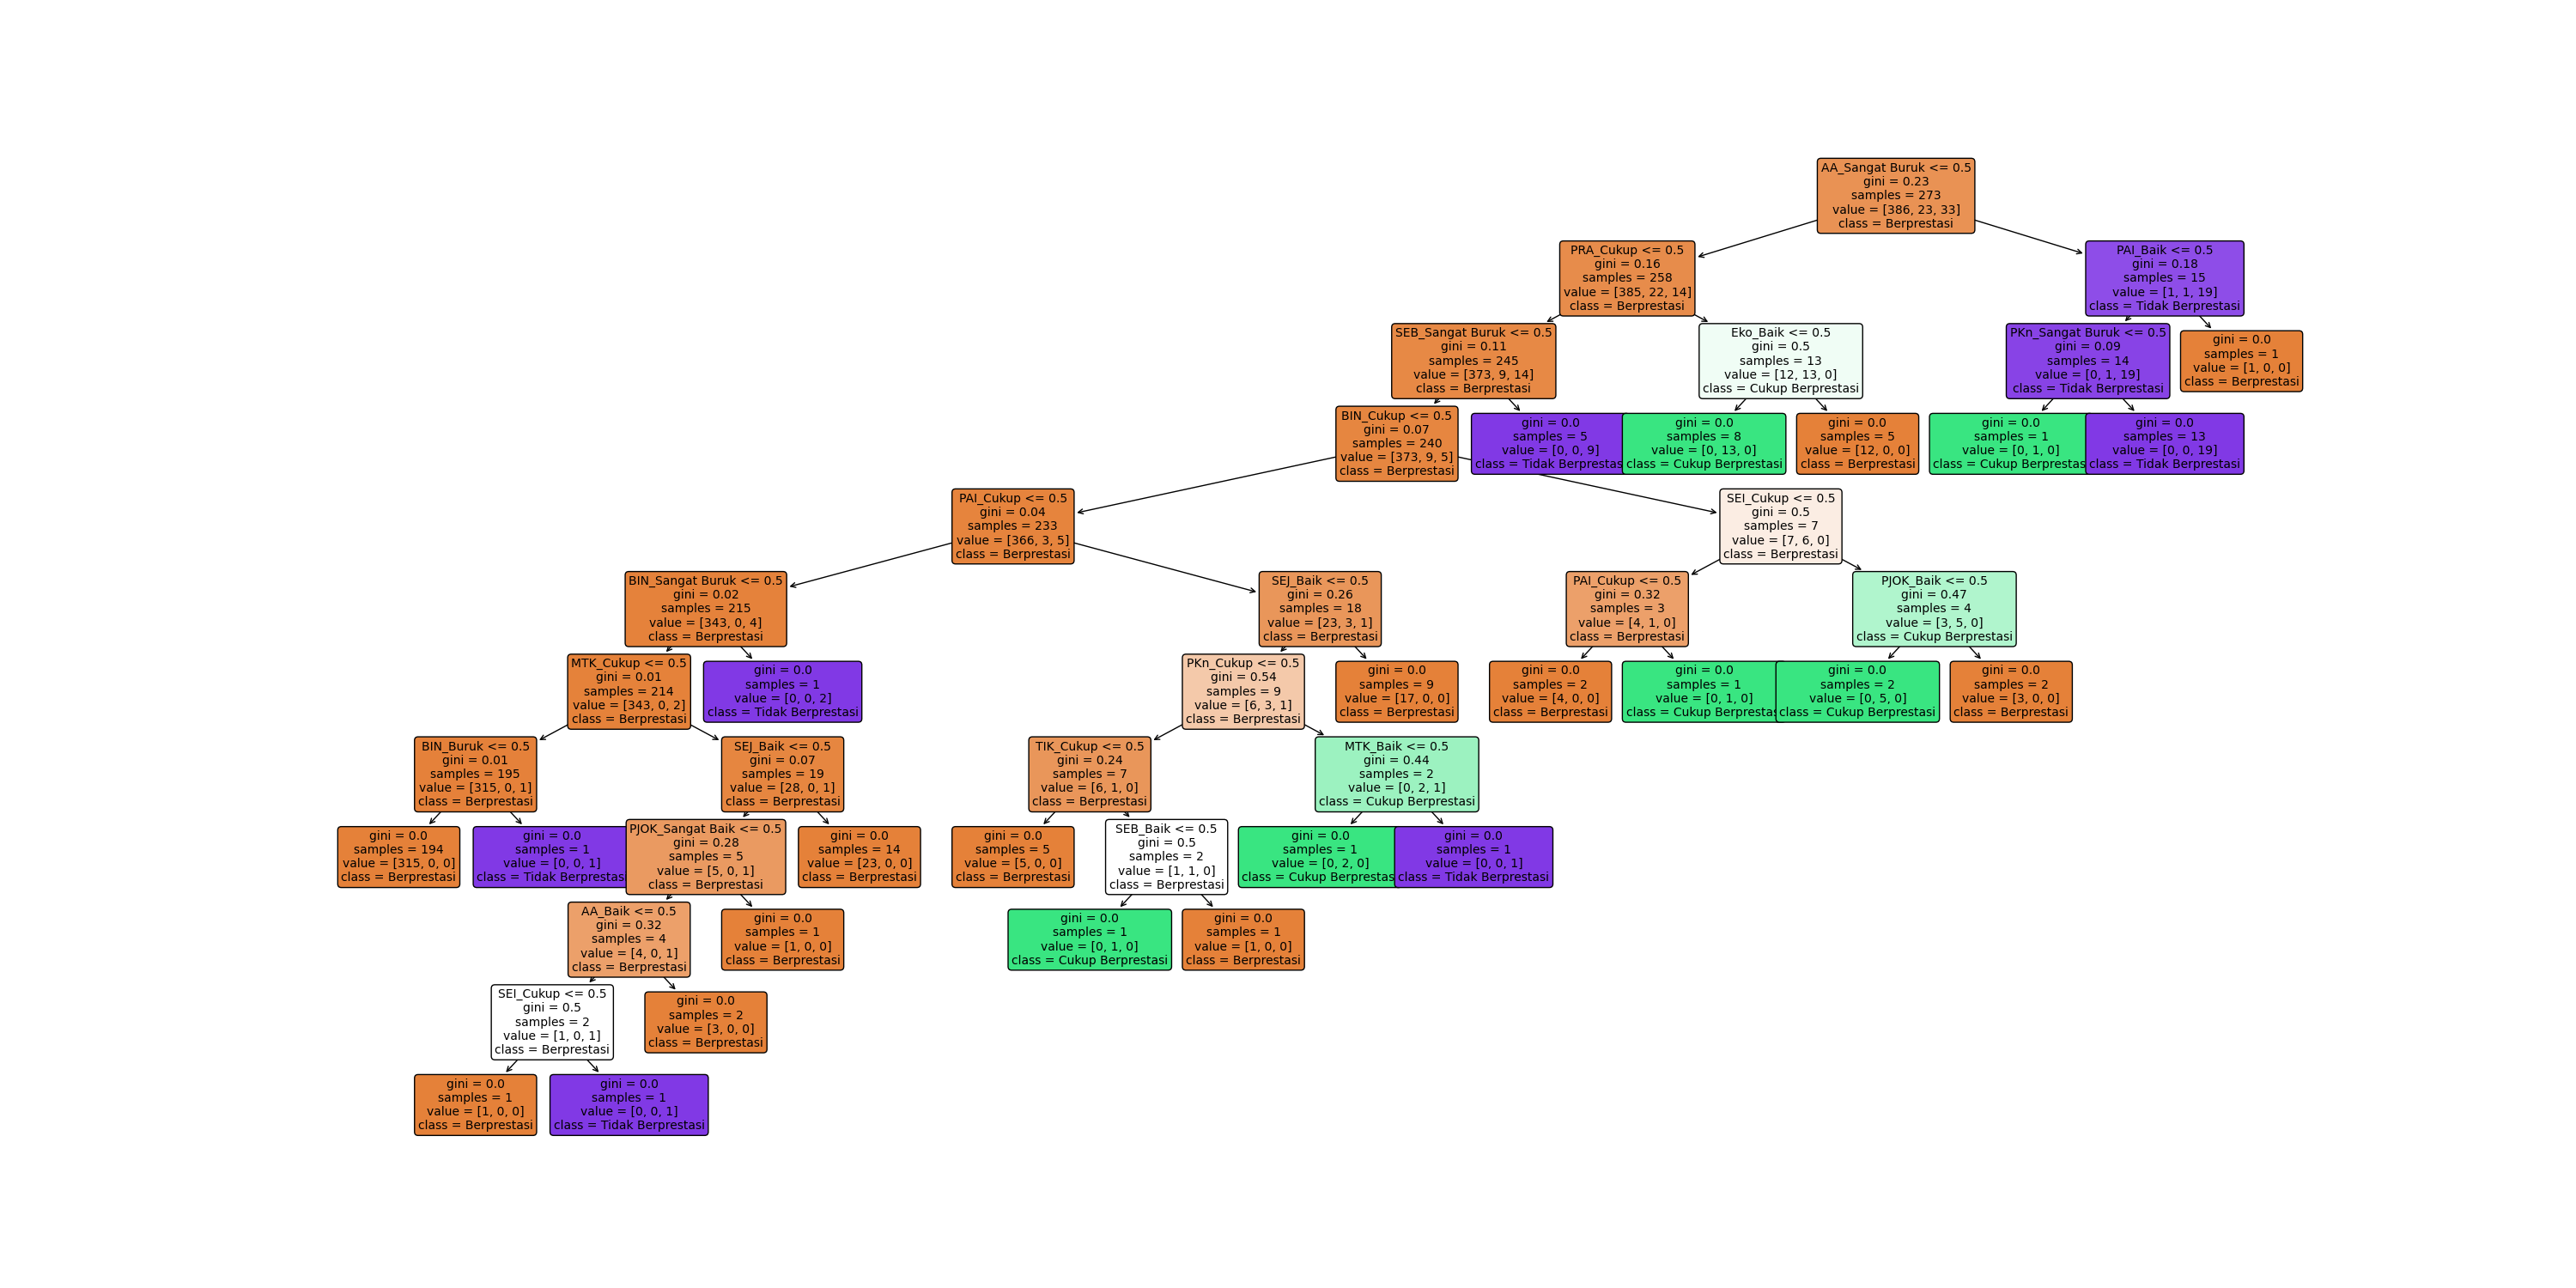 AA_Sangat Buruk <= 0.5
gini = 0.23
samples = 273
value = [386, 23, 33]
class = Berprestasi
PRA_Cukup <= 0.5
gini = 0.16
samples = 258
value = [385, 22, 14]
class = Berprestasi
PAI_Baik <= 0.5
gini = 0.18
samples = 15
value = [1, 1, 19]
class = Tidak Berprestasi
SEB_Sangat Buruk <= 0.5
gini = 0.11
samples = 245
value = [373, 9, 14]
class = Berprestasi
Eko_Baik <= 0.5
gini = 0.5
samples = 13
value = [12, 13, 0]
class = Cukup Berprestasi
PKn_Sangat Buruk <= 0.5
gini = 0.09
samples = 14
value = [0, 1, 19]
class = Tidak Berprestasi
gini = 0.0
samples = 1
value = [1, 0, 0]
class = Berprestasi
BIN_Cukup <= 0.5
gini = 0.07
samples = 240
value = [373, 9, 5]
class = Berprestasi
gini = 0.0
samples = 5
value = [0, 0, 9]
class = Tidak Berprestas
gini = 0.0
samples = 8
value = [0, 13, 0]
class = Cukup Berprestasi
gini = 0.0
samples = 5
value = [12, 0, 0]
class = Berprestasi
gini = 0.0
samples = 1
value = [0, 1, 0]
class = Cukup Berprestas
gini = 0.0
samples = 13
value = [0, 0, 19]
class = Tidak Berprestasi
PAI_Cukup <= 0.5
gini = 0.04
samples = 233
value = [366, 3, 5]
class = Berprestasi
SEI_Cukup <= 0.5
gini = 0.5
samples = 7
value = [7, 6, 0]
class = Berprestasi
BIN_Sangat Buruk <= 0.5
gini = 0.02
samples = 215
value = [343, 0, 4]
class = Berprestasi
SEJ_Baik <= 0.5
gini = 0.26
samples = 18
value = [23, 3, 1]
class = Berprestasi
PAI_Cukup <= 0.5
gini = 0.32
samples = 3
value = [4, 1, 0]
class = Berprestasi
PJOK_Baik <= 0.5
gini = 0.47
samples = 4
value = [3, 5, 0]
class = Cukup Berprestasi
MTK_Cukup <= 0.5
gini = 0.01
samples = 214
value = [343, 0, 2]
class = Berprestasi
gini = 0.0
samples = 1
value = [0, 0, 2]
class = Tidak Berprestasi
PKn_Cukup <= 0.5
gini = 0.54
samples = 9
value = [6, 3, 1]
class = Berprestasi
gini = 0.0
samples = 9
value = [17, 0, 0]
class = Berprestasi
gini = 0.0
samples = 2
value = [4, 0, 0]
class = Berprestasi
gini = 0.0
samples = 1
value = [0, 1, 0]
class = Cukup Berprestas
gini = 0.0
samples = 2
value = [0, 5, 0]
class = Cukup Berprestasi
gini = 0.0
samples = 2
value = [3, 0, 0]
class = Berprestasi
BIN_Buruk <= 0.5
gini = 0.01
samples = 195
value = [315, 0, 1]
class = Berprestasi
SEJ_Baik <= 0.5
gini = 0.07
samples = 19
value = [28, 0, 1]
class = Berprestasi
TIK_Cukup <= 0.5
gini = 0.24
samples = 7
value = [6, 1, 0]
class = Berprestasi
MTK_Baik <= 0.5
gini = 0.44
samples = 2
value = [0, 2, 1]
class = Cukup Berprestasi
gini = 0.0
samples = 194
value = [315, 0, 0]
class = Berprestasi
gini = 0.0
samples = 1
value = [0, 0, 1]
class = Tidak Berprestas
PJOK_Sangat Baik <= 0.5
gini = 0.28
samples = 5
value = [5, 0, 1]
class = Berprestasi
gini = 0.0
samples = 14
value = [23, 0, 0]
class = Berprestasi
gini = 0.0
samples = 5
value = [5, 0, 0]
class = Berprestasi
SEB_Baik <= 0.5
gini = 0.5
samples = 2
value = [1, 1, 0]
class = Berprestasi
gini = 0.0
samples = 1
value = [0, 2, 0]
class = Cukup Berprestas
gini = 0.0
samples = 1
value = [0, 0, 1]
class = Tidak Berprestasi
AA_Baik <= 0.5
gini = 0.32
samples = 4
value = [4, 0, 1]
class = Berprestasi
gini = 0.0
samples = 1
value = [1, 0, 0]
class = Berprestasi
gini = 0.0
samples = 1
value = [0, 1, 0]
class = Cukup Berprestasi
gini = 0.0
samples = 1
value = [1, 0, 0]
class = Berprestasi
SEI_Cukup <= 0.5
gini = 0.5
samples = 2
value = [1, 0, 1]
class = Berprestasi
gini = 0.0
samples = 2
value = [3, 0, 0]
class = Berprestasi
gini = 0.0
samples = 1
value = [1, 0, 0]
class = Berprestasi
gini = 0.0
samples = 1
value = [0, 0, 1]
class = Tidak Berprestasi